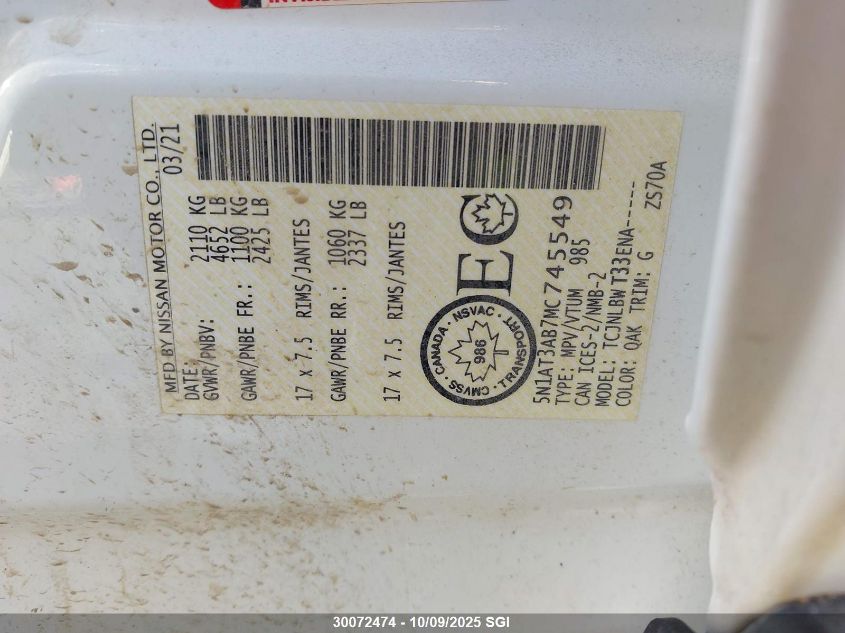 MFD BY NISSAN MOTOR CO., LTD.
DATE: 03/21
GVWR/PNBV: 2110 KG
4652 LB
GAWR/PNBE FR.: 1100 KG
2425 LB
17 X 7.5 RIMS/JANTES
GAWR/PNBE RR.: 1060 KG
2337 LB
17 X 7.5 RIMS/JANTES
CANADA · NSVAC · TRANSPORT · CMVSS ·
986
EC
T
5N1AT3AB7MC745549
TYPE: MPV/VTUM 985
CAN ICES-2/NMB-2
MODEL: TCJNLBWT33ENA-----
COLOR: QAK TRIM: G ZS70A
30072474 - 10/09/2025 SGI